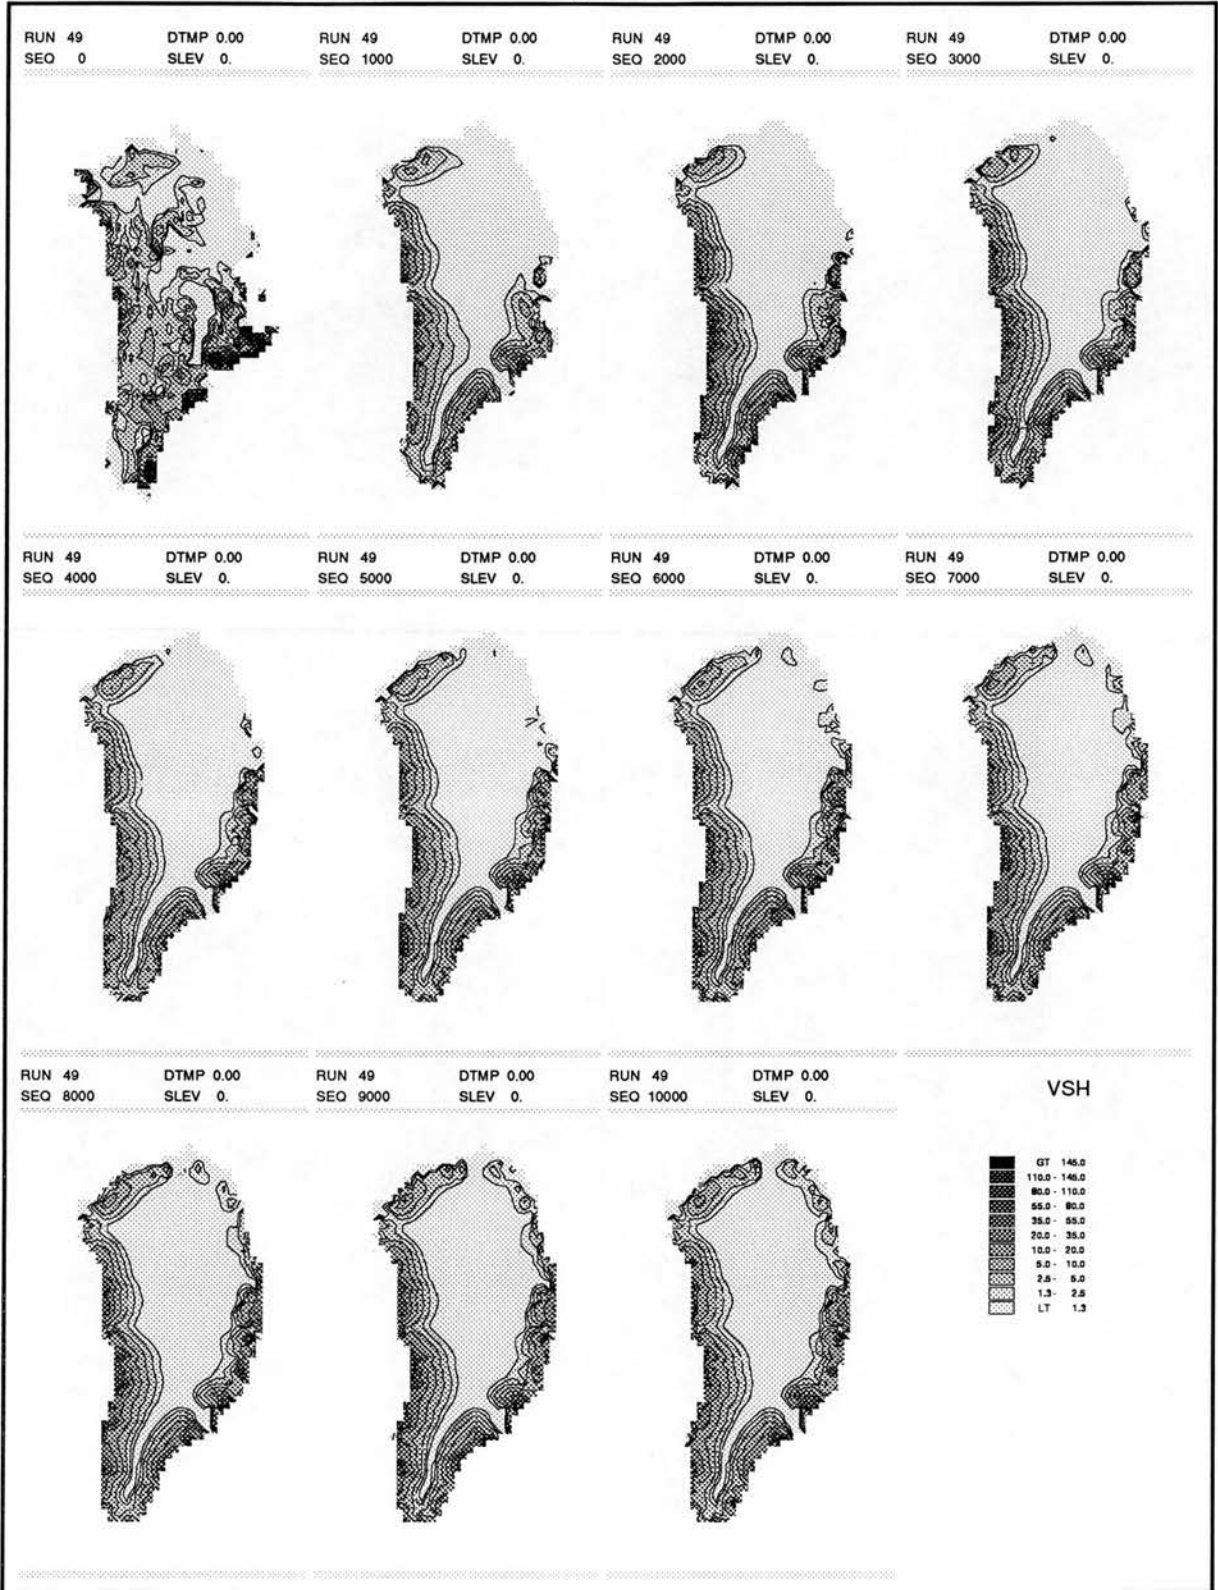 RUN 49 DTMP 0.00
SEQ 0 SLEV 0.
RUN 49 DTMP 0.00
SEQ 1000 SLEV 0.
RUN 49 DTMP 0.00
SEQ 2000 SLEV 0.
RUN 49 DTMP 0.00
SEQ 3000 SLEV 0.
RUN 49 DTMP 0.00
SEQ 4000 SLEV 0.
RUN 49 DTMP 0.00
SEQ 5000 SLEV 0.
RUN 49 DTMP 0.00
SEQ 6000 SLEV 0.
RUN 49 DTMP 0.00
SEQ 7000 SLEV 0.
RUN 49 DTMP 0.00
SEQ 8000 SLEV 0.
RUN 49 DTMP 0.00
SEQ 9000 SLEV 0.
RUN 49 DTMP 0.00
SEQ 10000 SLEV 0.
VSH
GT 145.0
110.0 - 145.0
80.0 - 110.0
55.0 - 80.0
35.0 - 55.0
20.0 - 35.0
10.0 - 20.0
5.0 - 10.0
2.5 - 5.0
1.3 - 2.5
LT 1.3